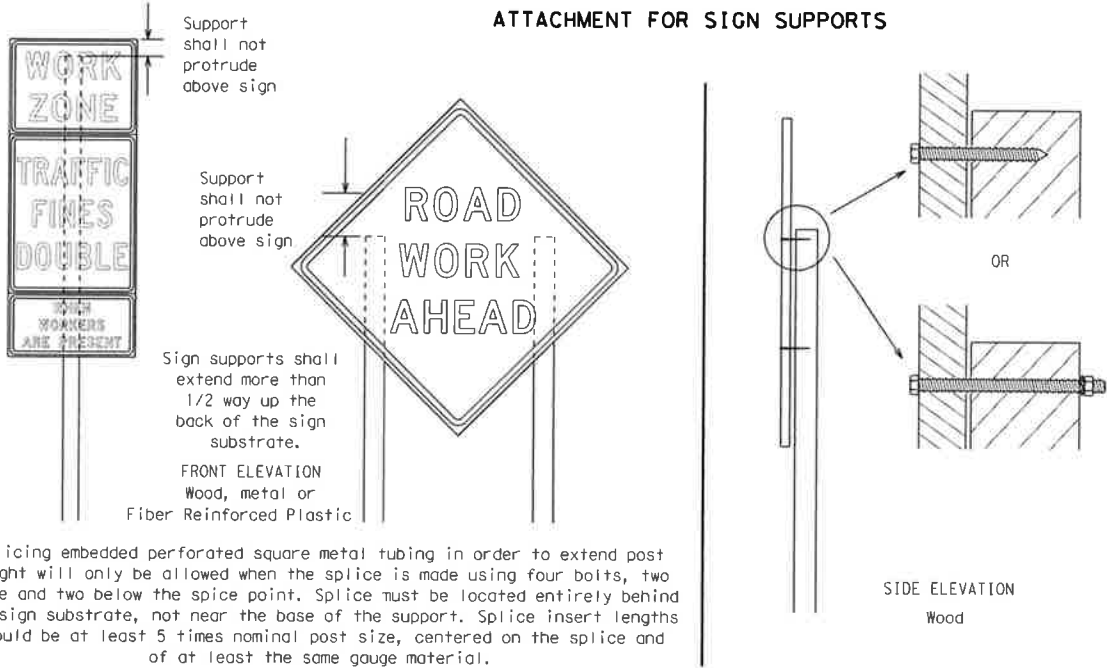 ATTACHMENT FOR SIGN SUPPORTS
Support
shall not
protrude
above sign
WORK
ZONE
TRAFFIC
FINES
DOUBLE
WHEN
WORKERS
ARE PRESENT
Support
shall not
protrude
above sign
ROAD
WORK
AHEAD
Sign supports shall
extend more than
1/2 way up the
back of the sign
substrate.
FRONT ELEVATION
Wood, metal or
Fiber Reinforced Plastic
OR
SIDE ELEVATION
Wood
icing embedded perforated square metal tubing in order to extend post
ght will only be allowed when the splice is made using four bolts, two
e and two below the spice point. Splice must be located entirely behind
sign substrate, not near the base of the support. Splice insert lengths
ould be at least 5 times nominal post size, centered on the splice and
of at least the same gauge material.